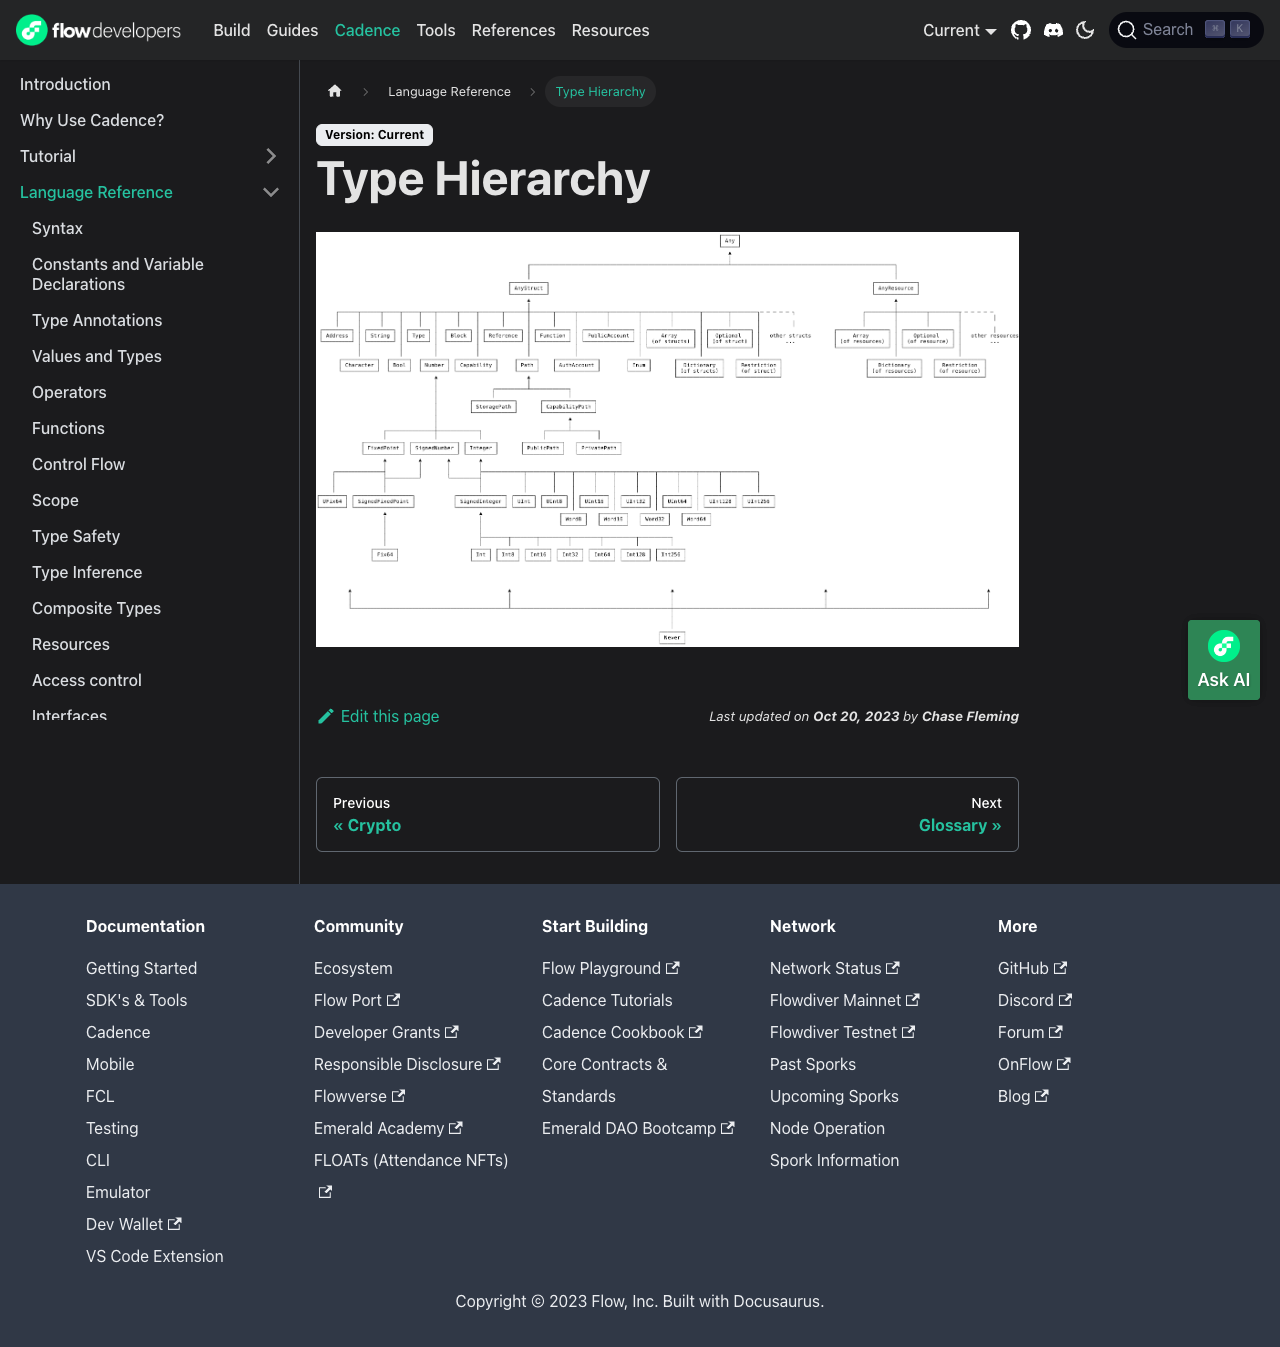 flowdevelopers
Build Guides Cadence Tools References Resources
Current
Search ⌘ K
Introduction
Why Use Cadence?
Tutorial
Language Reference
Syntax
Constants and Variable
Declarations
Type Annotations
Values and Types
Operators
Functions
Control Flow
Scope
Type Safety
Type Inference
Composite Types
Resources
Access control
Interfaces
Language Reference
Type Hierarchy
Version: Current
Type Hierarchy
Any
AnyStruct AnyResource
Address String Type Block Reference Function PublicAccount Array (of structs) Optional (of struct) other structs ... Array (of resources) Optional (of resource) other resources ...
Character Bool Number Capability Path AuthAccount Enum Dictionary (of structs) Restriction (of struct) Dictionary (of resources) Restriction (of resource)
StoragePath CapabilityPath
FixedPoint SignedNumber Integer PublicPath PrivatePath
UFix64 SignedFixedPoint SignedInteger UInt UInt8 UInt16 UInt32 UInt64 UInt128 UInt256
Word8 Word16 Word32 Word64
Fix64 Int Int8 Int16 Int32 Int64 Int128 Int256
Never
Edit this page
Last updated on Oct 20, 2023 by Chase Fleming
Previous
« Crypto
Next
Glossary »
Ask AI
Documentation
Getting Started
SDK's & Tools
Cadence
Mobile
FCL
Testing
CLI
Emulator
Dev Wallet
VS Code Extension
Community
Ecosystem
Flow Port
Developer Grants
Responsible Disclosure
Flowverse
Emerald Academy
FLOATs (Attendance NFTs)
Start Building
Flow Playground
Cadence Tutorials
Cadence Cookbook
Core Contracts &
Standards
Emerald DAO Bootcamp
Network
Network Status
Flowdiver Mainnet
Flowdiver Testnet
Past Sporks
Upcoming Sporks
Node Operation
Spork Information
More
GitHub
Discord
Forum
OnFlow
Blog
Copyright © 2023 Flow, Inc. Built with Docusaurus.